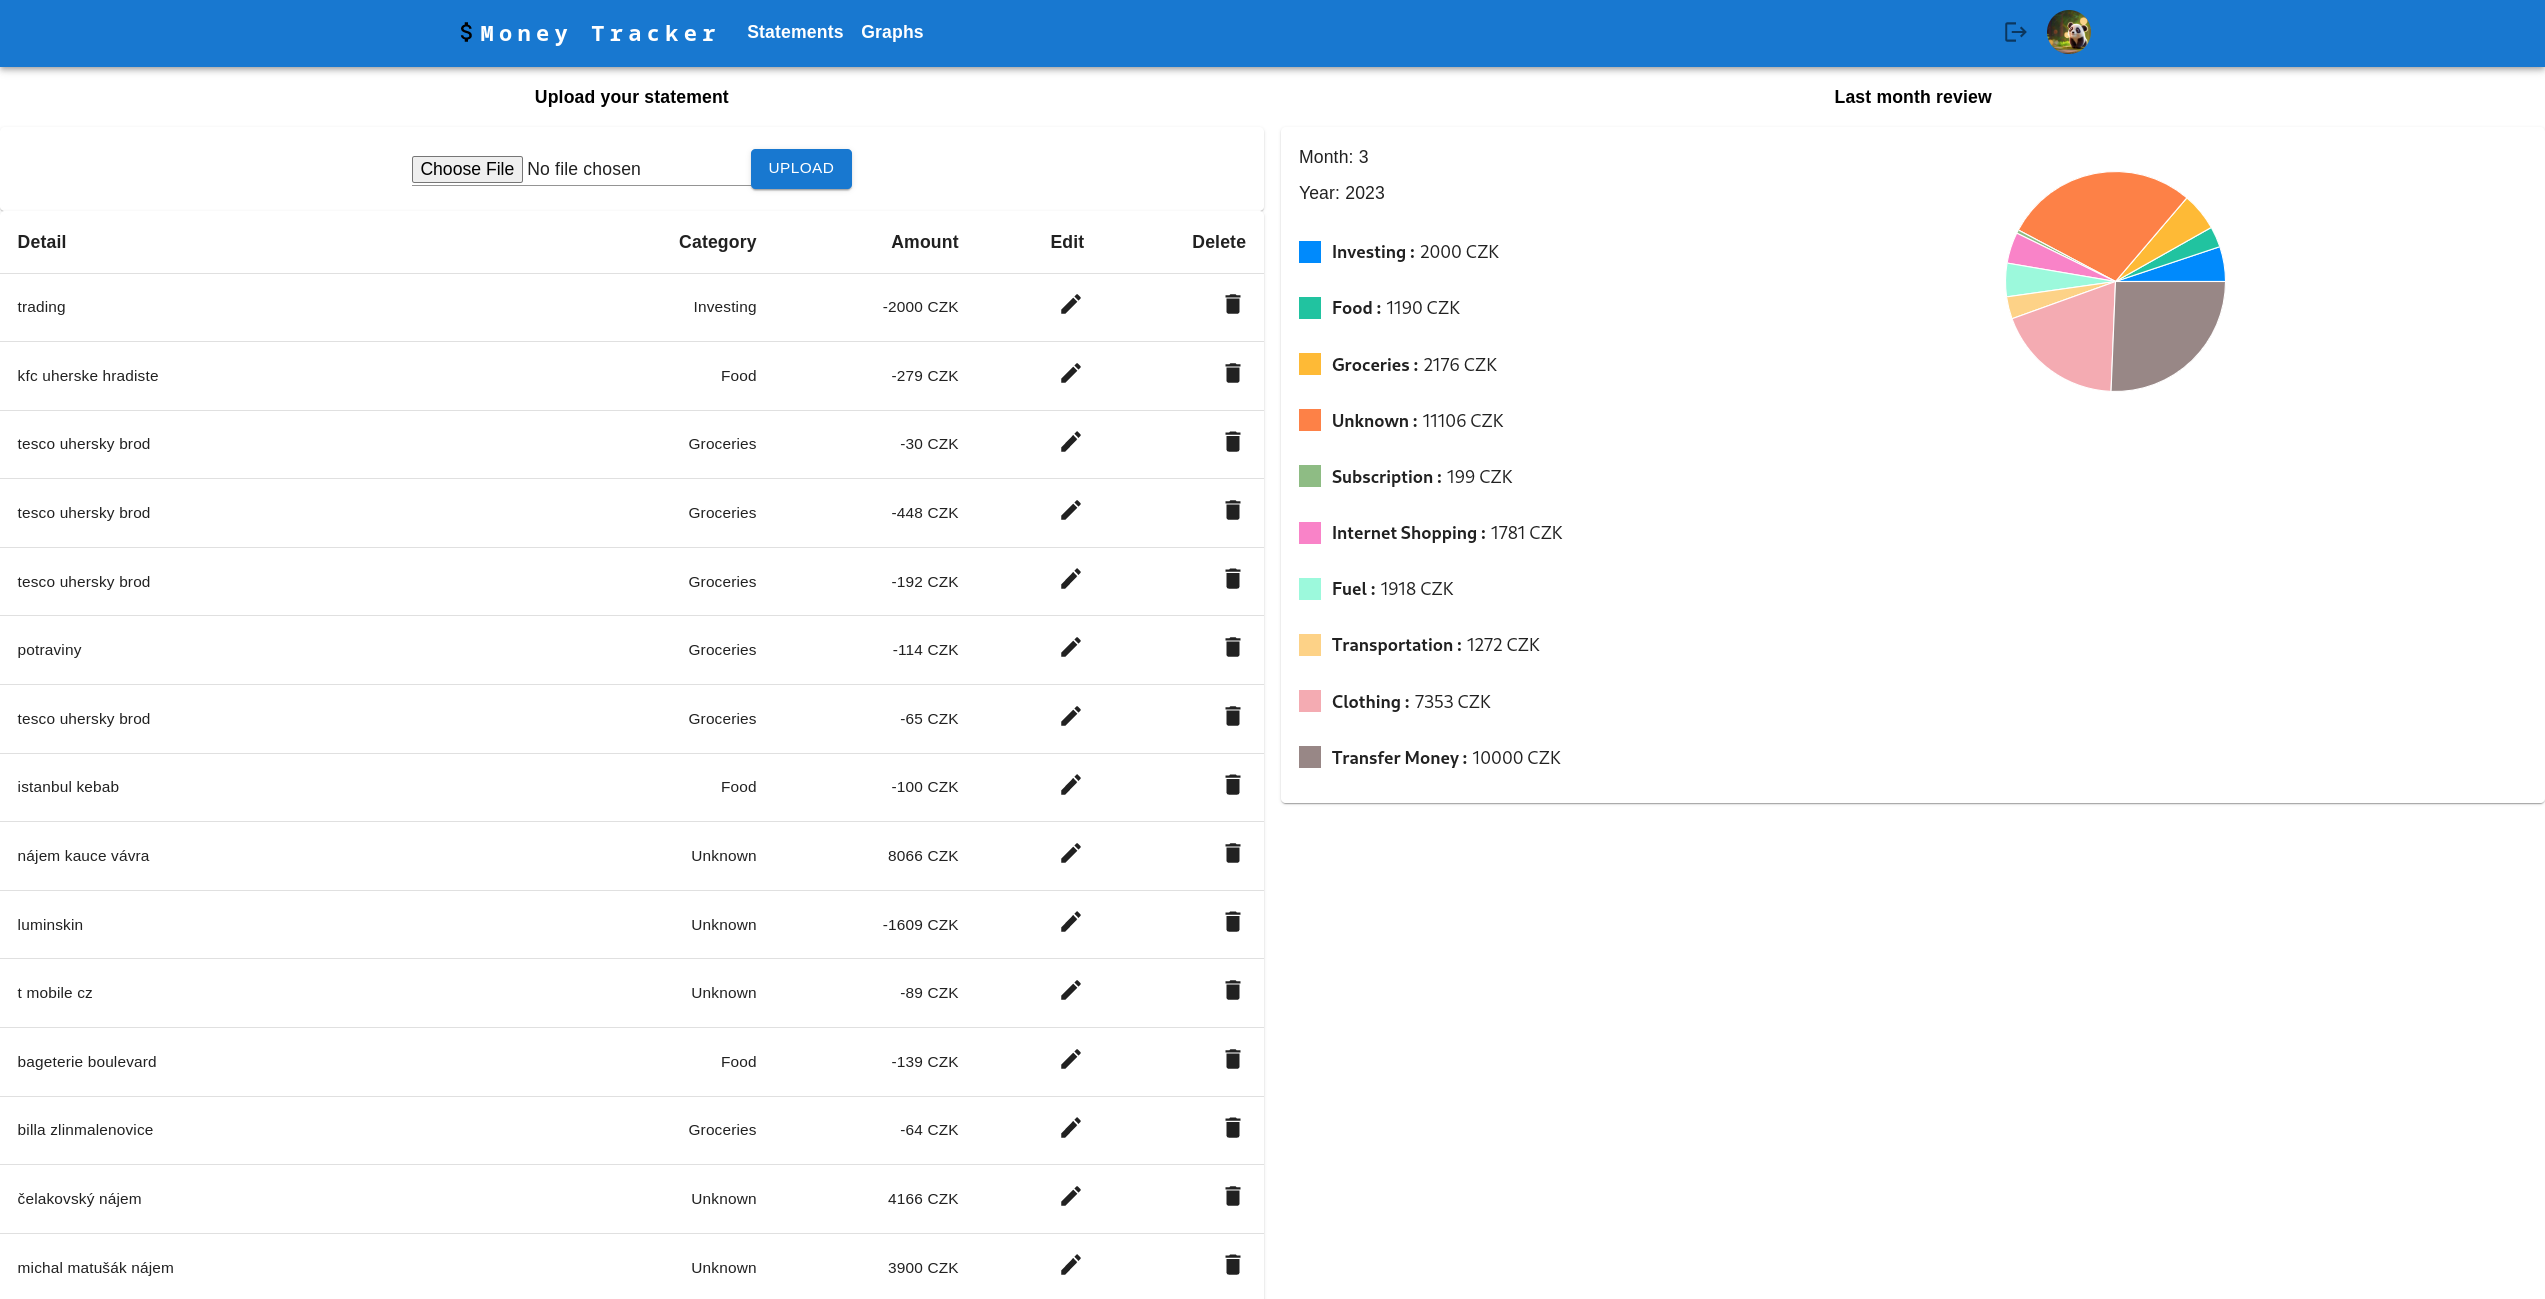 $ Money Tracker Statements Graphs
Upload your statement
Choose File No file chosen UPLOAD
Detail Category Amount Edit Delete
trading Investing -2000 CZK
kfc uherske hradiste Food -279 CZK
tesco uhersky brod Groceries -30 CZK
tesco uhersky brod Groceries -448 CZK
tesco uhersky brod Groceries -192 CZK
potraviny Groceries -114 CZK
tesco uhersky brod Groceries -65 CZK
istanbul kebab Food -100 CZK
nájem kauce vávra Unknown 8066 CZK
luminskin Unknown -1609 CZK
t mobile cz Unknown -89 CZK
bageterie boulevard Food -139 CZK
billa zlinmalenovice Groceries -64 CZK
čelakovský nájem Unknown 4166 CZK
michal matušák nájem Unknown 3900 CZK
Last month review
Month: 3
Year: 2023
Investing : 2000 CZK
Food : 1190 CZK
Groceries : 2176 CZK
Unknown : 11106 CZK
Subscription : 199 CZK
Internet Shopping : 1781 CZK
Fuel : 1918 CZK
Transportation : 1272 CZK
Clothing : 7353 CZK
Transfer Money : 10000 CZK